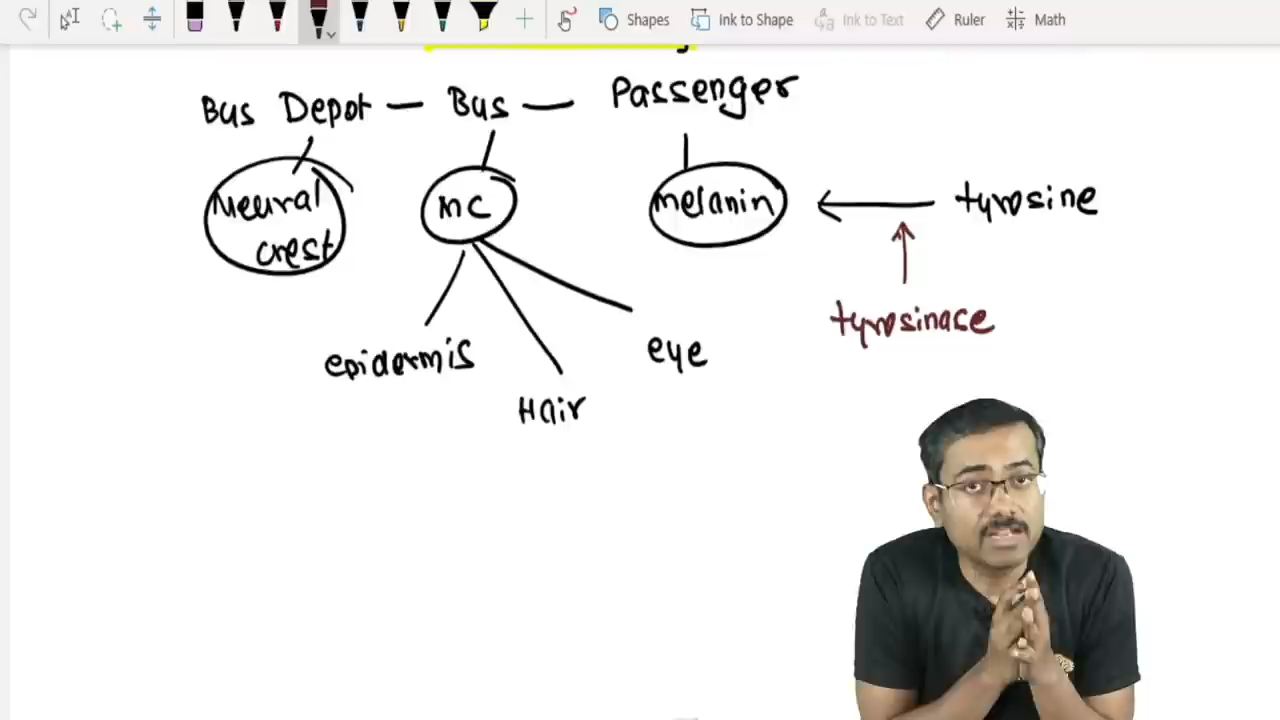 Shapes Ink to Shape Ink to Text Ruler Math
Bus Depot — Bus — Passenger
Neural crest
mc
melanin
tyrosine
tyrosinase
epidermis
Hair
eye